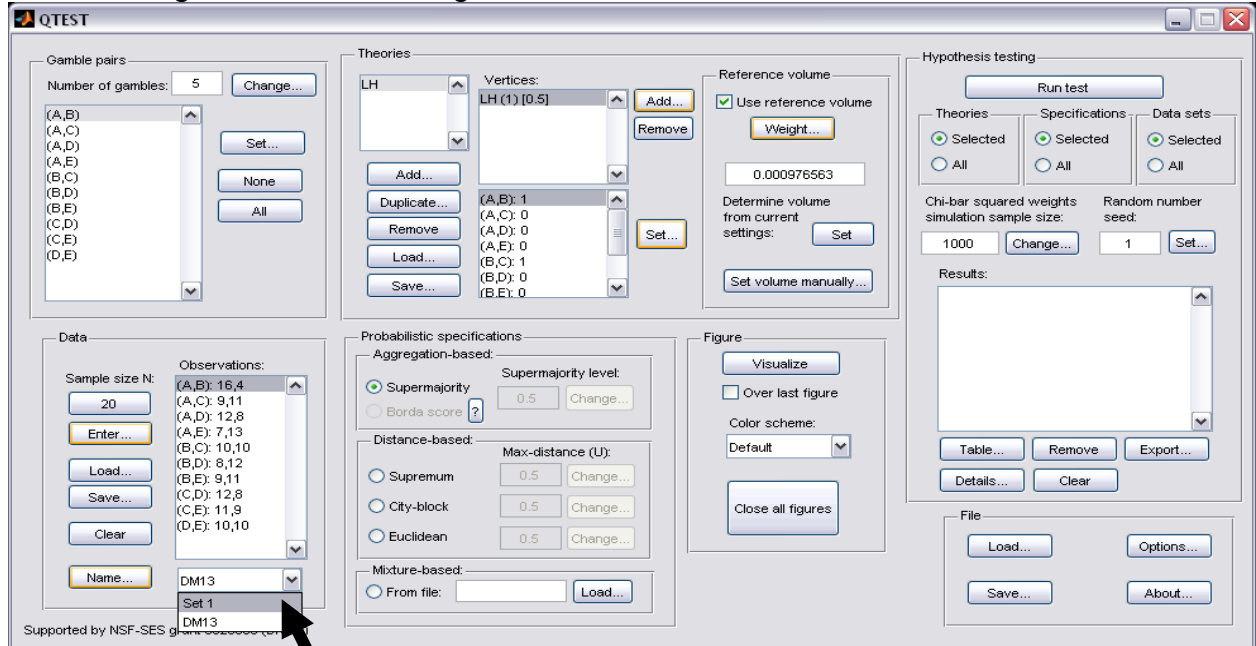 QTEST
Gamble pairs
Number of gambles: 5 Change...
(A,B)
(A,C)
(A,D)
(A,E)
(B,C)
(B,D)
(B,E)
(C,D)
(C,E)
(D,E)
Set...
None
All
Theories
LH
Add...
Duplicate...
Remove
Load...
Save...
Vertices:
LH (1) [0.5]
Add...
Remove
(A,B): 1
(A,C): 0
(A,D): 0
(A,E): 0
(B,C): 1
(B,D): 0
(B,E): 0
Set...
Reference volume
Use reference volume
Weight...
0.000976563
Determine volume
from current
settings: Set
Set volume manually...
Hypothesis testing
Run test
Theories
Selected
All
Specifications
Selected
All
Data sets
Selected
All
Chi-bar squared weights
simulation sample size:
1000 Change...
Random number
seed:
1 Set...
Results:
Table... Remove Export...
Details... Clear
Data
Sample size N:
20
Enter...
Load...
Save...
Clear
Name...
Observations:
(A,B): 16,4
(A,C): 9,11
(A,D): 12,8
(A,E): 7,13
(B,C): 10,10
(B,D): 8,12
(B,E): 9,11
(C,D): 12,8
(C,E): 11,9
(D,E): 10,10
DM13
Set 1
DM13
Supported by NSF-SES
Probabilistic specifications
Aggregation-based:
Supermajority level:
Supermajority 0.5 Change...
Borda score ?
Distance-based:
Max-distance (U):
Supremum 0.5 Change...
City-block 0.5 Change...
Euclidean 0.5 Change...
Mixture-based:
From file: Load...
Figure
Visualize
Over last figure
Color scheme:
Default
Close all figures
File
Load... Options...
Save... About...